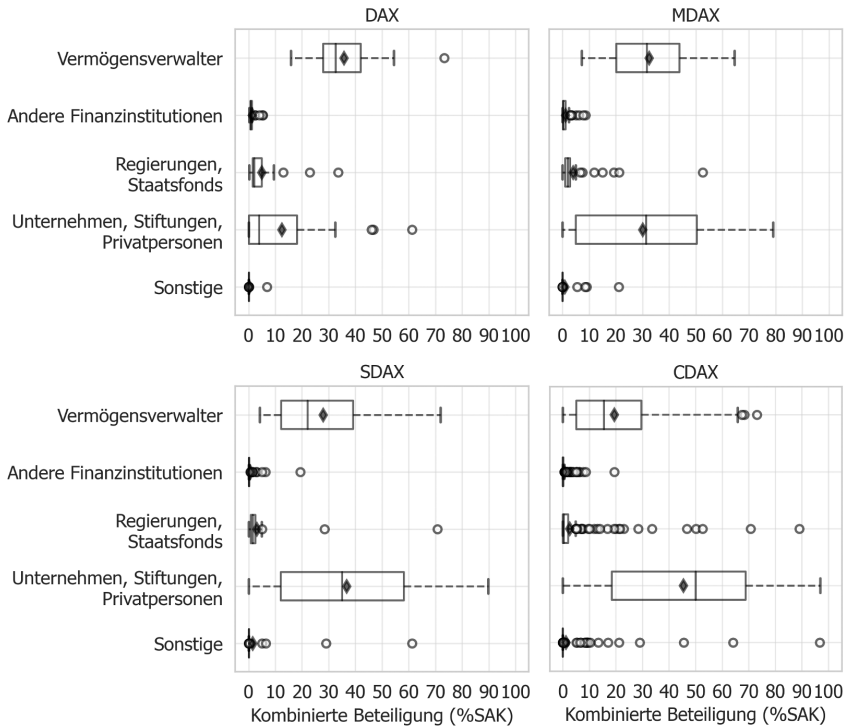 DAX
MDAX
Vermögensverwalter
Andere Finanzinstitutionen
Regierungen,
Staatsfonds
Unternehmen, Stiftungen,
Privatpersonen
Sonstige
0 10 20 30 40 50 60 70 80 90 100
0 10 20 30 40 50 60 70 80 90 100
SDAX
CDAX
Vermögensverwalter
Andere Finanzinstitutionen
Regierungen,
Staatsfonds
Unternehmen, Stiftungen,
Privatpersonen
Sonstige
0 10 20 30 40 50 60 70 80 90 100
0 10 20 30 40 50 60 70 80 90 100
Kombinierte Beteiligung (%SAK)
Kombinierte Beteiligung (%SAK)